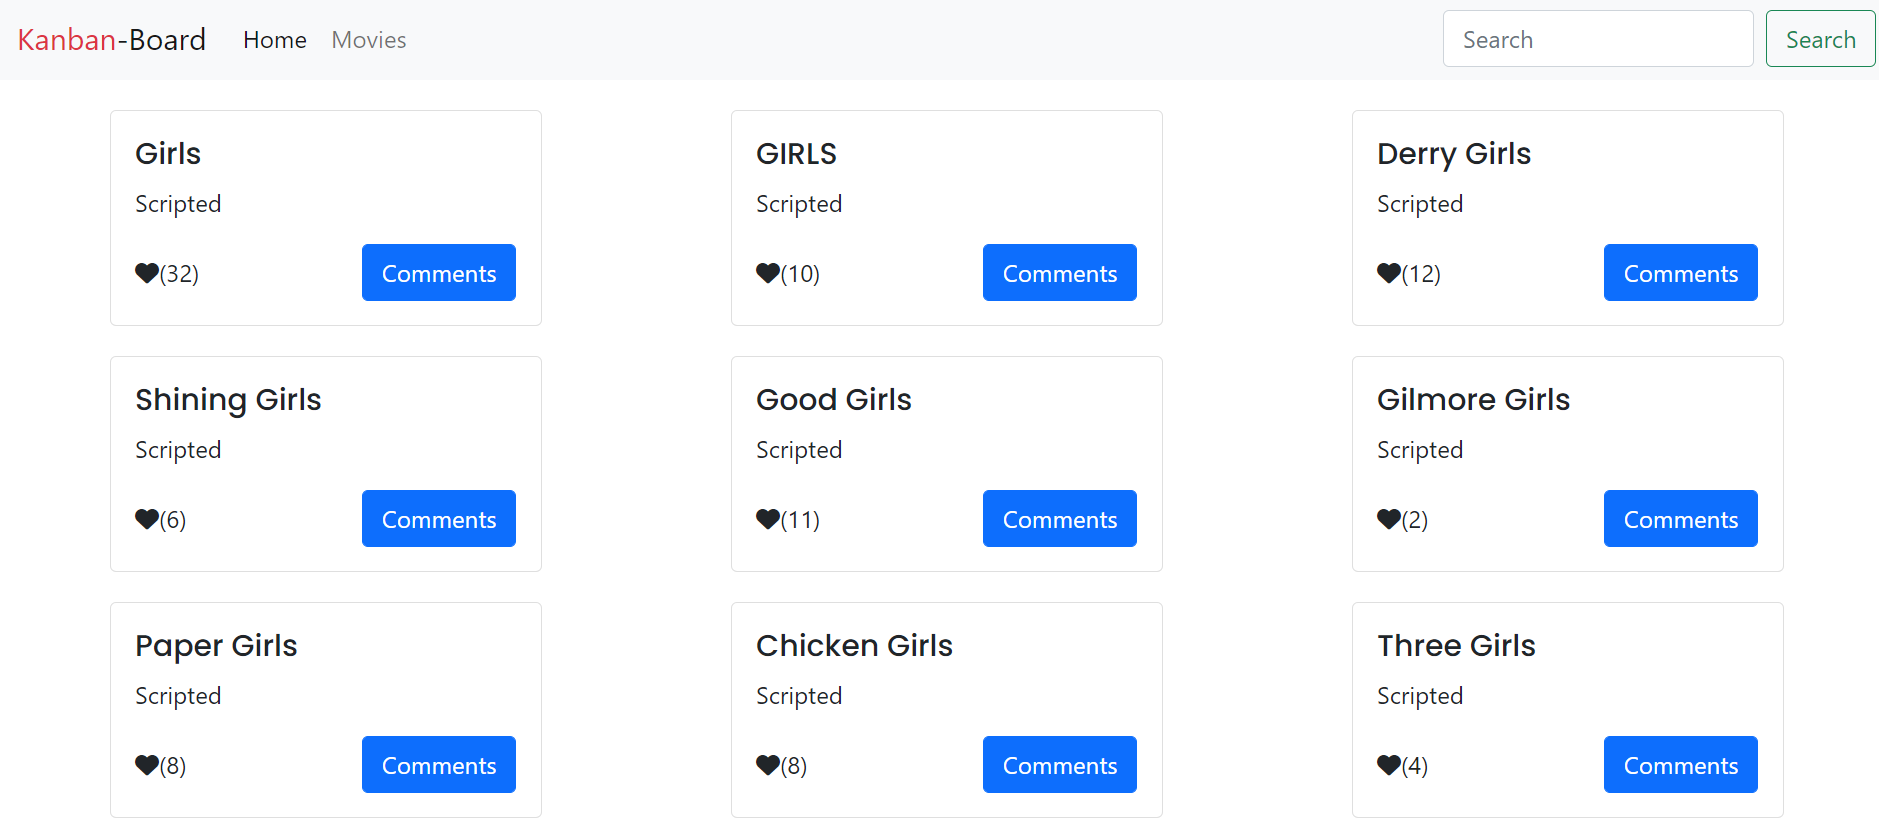 Kanban-Board Home Movies Search Search
Girls GIRLS Derry Girls
Scripted Scripted Scripted
(32) Comments (10) Comments (12) Comments
Shining Girls Good Girls Gilmore Girls
Scripted Scripted Scripted
(6) Comments (11) Comments (2) Comments
Paper Girls Chicken Girls Three Girls
Scripted Scripted Scripted
(8) Comments (8) Comments (4) Comments